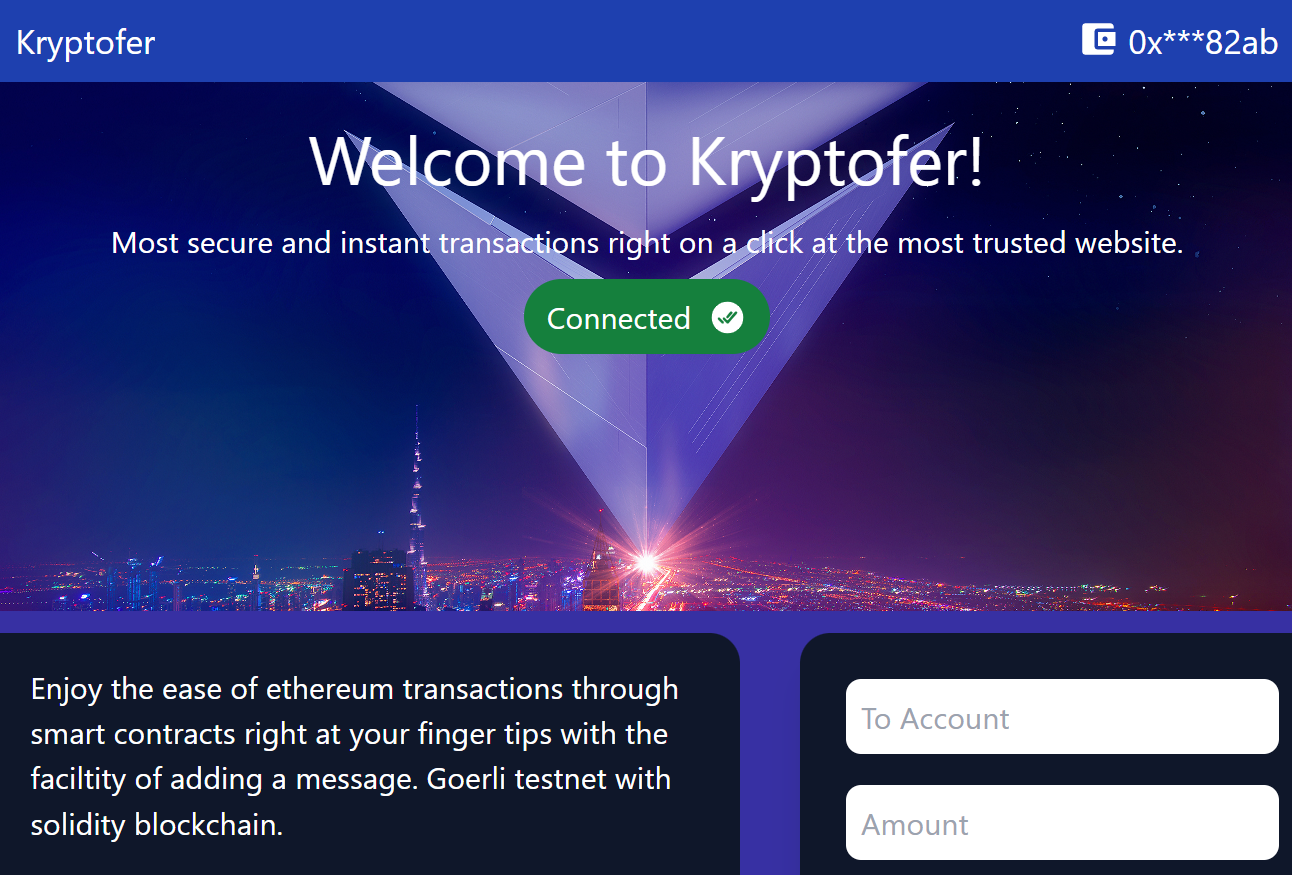 Kryptofer
0x***82ab
Welcome to Kryptofer!
Most secure and instant transactions right on a click at the most trusted website.
Connected
Enjoy the ease of ethereum transactions through
smart contracts right at your finger tips with the
faciltity of adding a message. Goerli testnet with
solidity blockchain.
To Account
Amount